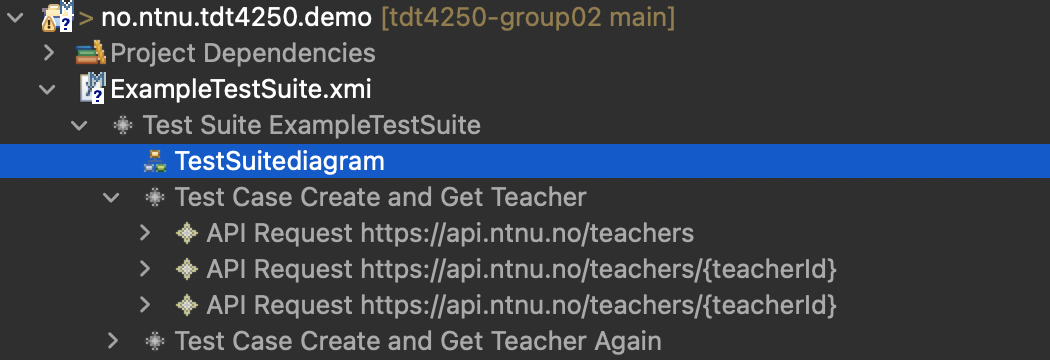 > no.ntnu.tdt4250.demo [tdt4250-group02 main]
Project Dependencies
ExampleTestSuite.xmi
Test Suite ExampleTestSuite
TestSuitediagram
Test Case Create and Get Teacher
API Request https://api.ntnu.no/teachers
API Request https://api.ntnu.no/teachers/{teacherId}
API Request https://api.ntnu.no/teachers/{teacherId}
Test Case Create and Get Teacher Again